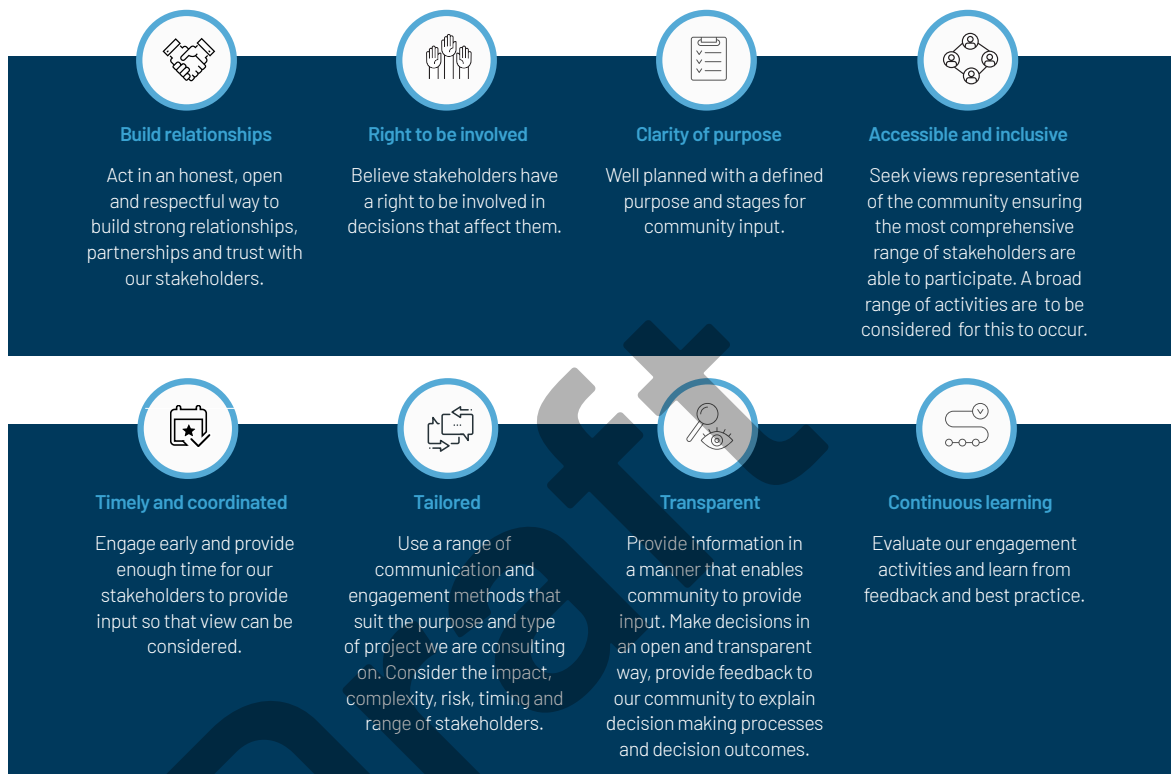 Build relationships
Act in an honest, open
and respectful way to
build strong relationships,
partnerships and trust with
our stakeholders.
Right to be involved
Believe stakeholders have
a right to be involved in
decisions that affect them.
Clarity of purpose
Well planned with a defined
purpose and stages for
community input.
Accessible and inclusive
Seek views representative
of the community ensuring
the most comprehensive
range of stakeholders are
able to participate. A broad
range of activities are to be
considered for this to occur.
Timely and coordinated
Engage early and provide
enough time for our
stakeholders to provide
input so that view can be
considered.
Tailored
Use a range of
communication and
engagement methods that
suit the purpose and type
of project we are consulting
on. Consider the impact,
complexity, risk, timing and
range of stakeholders.
Transparent
Provide information in
a manner that enables
community to provide
input. Make decisions in
an open and transparent
way, provide feedback to
our community to explain
decision making processes
and decision outcomes.
Continuous learning
Evaluate our engagement
activities and learn from
feedback and best practice.
Draft